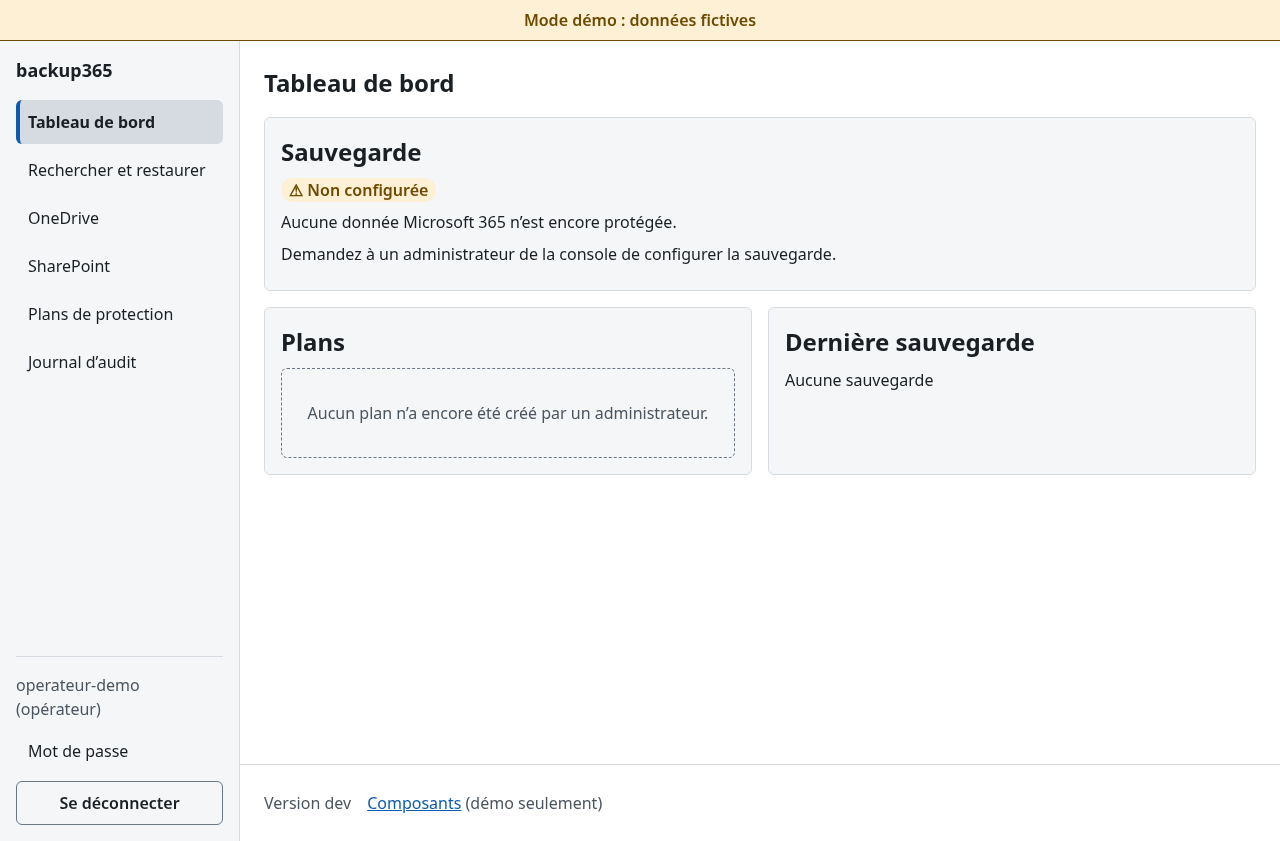 Mode démo : données fictives
backup365
Tableau de bord
Rechercher et restaurer
OneDrive
SharePoint
Plans de protection
Journal d’audit
operateur-demo
(opérateur)
Mot de passe
Se déconnecter
Tableau de bord
Sauvegarde
⚠ Non configurée
Aucune donnée Microsoft 365 n’est encore protégée.
Demandez à un administrateur de la console de configurer la sauvegarde.
Plans
Aucun plan n’a encore été créé par un administrateur.
Dernière sauvegarde
Aucune sauvegarde
Version dev Composants (démo seulement)